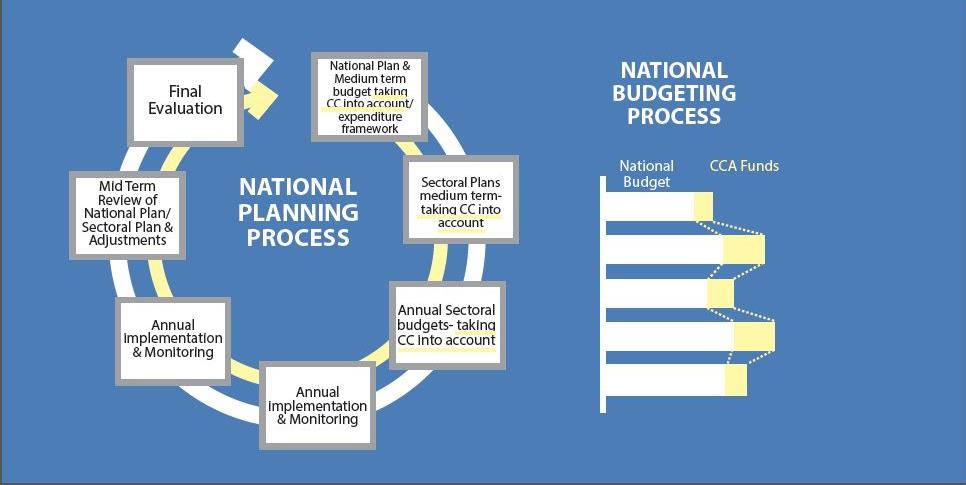 National Plan &
Medium term
budget taking
CC into account/
expenditure
framework
Sectoral Plans
medium term-
taking CC into
account
Annual Sectoral
budgets- taking
CC into account
Annual
implementation
& Monitoring
Annual
implementation
& Monitoring
Mid Term
Review of
National Plan/
Sectoral Plan &
Adjustments
Final
Evaluation
NATIONAL
PLANNING
PROCESS
NATIONAL
BUDGETING
PROCESS
National
Budget
CCA Funds